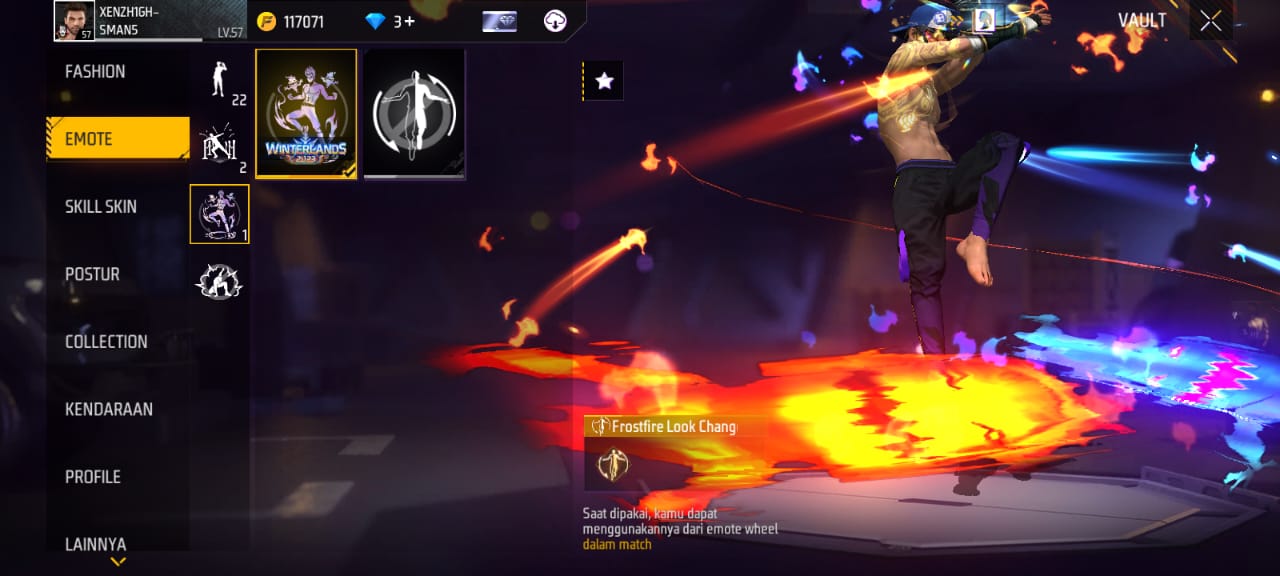 XENZH1GH-
SMAN5
57
LV.57
117071
3+
VAULT
FASHION
22
EMOTE
2
WINTERLANDS
2023
SKILL SKIN
1
POSTUR
COLLECTION
KENDARAAN
PROFILE
LAINNYA
Frostfire Look Chang
Saat dipakai, kamu dapat
menggunakannya dari emote wheel
dalam match